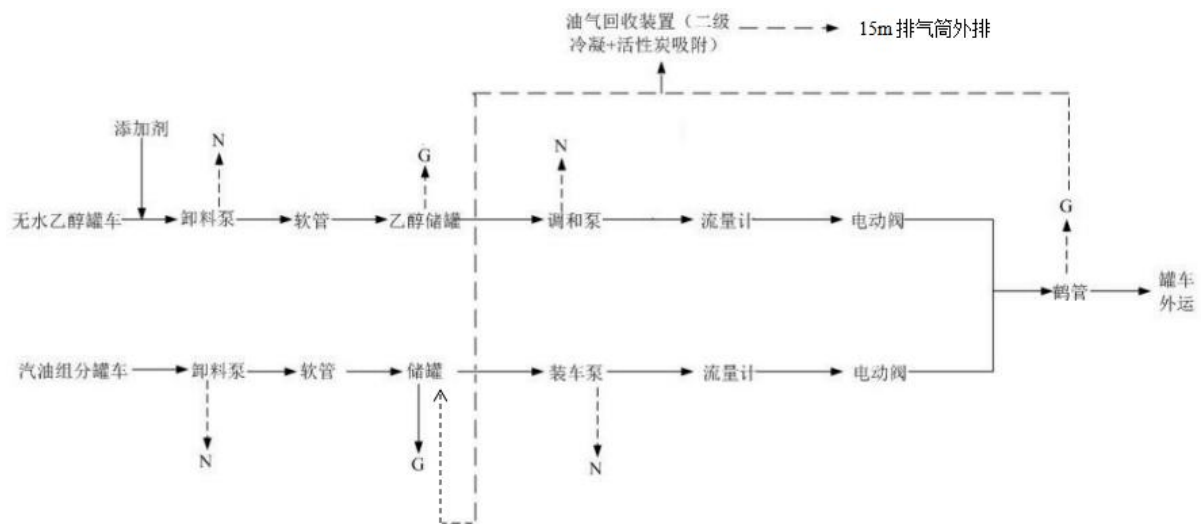 油气回收装置（二级
冷凝+活性炭吸附）
15m 排气筒外排
添加剂
N
G
N
无水乙醇罐车
卸料泵
软管
乙醇储罐
调和泵
流量计
电动阀
G
鹤管
罐车
外运
汽油组分罐车
卸料泵
软管
储罐
装车泵
流量计
电动阀
N
G
N